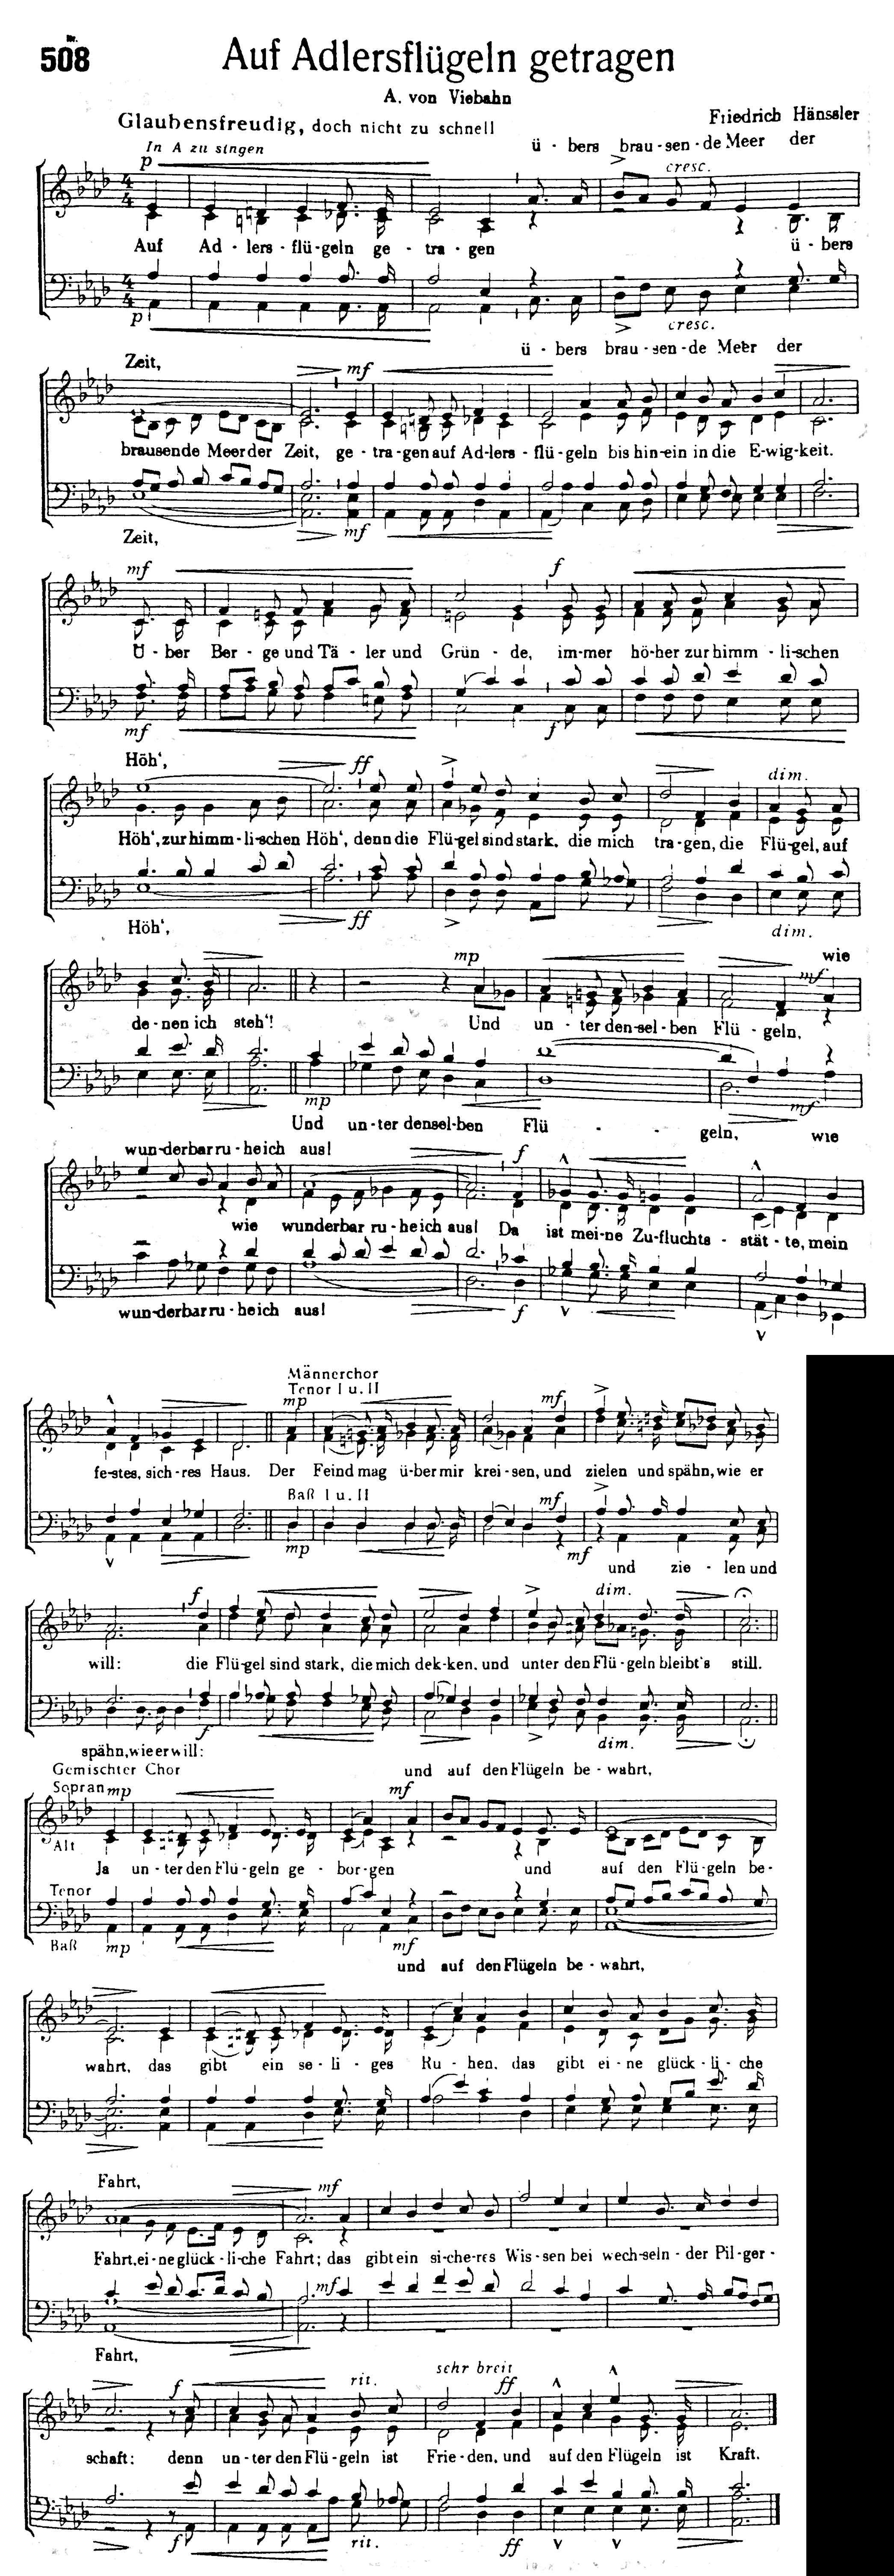 Nr.
508
Auf Adlersflügeln getragen
A. von Viebahn
Friedrich Hänssler
Glaubensfreudig, doch nicht zu schnell
In A zu singen
ü - bers brau - sen - de Meer der
p
cresc.
Auf Ad - lers - flü - geln ge - tra - gen ü - bers
p
cresc.
ü - bers brau - sen - de Meer der
Zeit,
mf
brausende Meer der Zeit, ge - tra - gen auf Ad - lers - flü - geln bis hin - ein in die E - wig - keit.
mf
Zeit,
mf f
Ü - ber Ber - ge und Tä - ler und Grün - de, im - mer hö - her zur himm - li - schen
mf f
Höh‘,
ff dim.
Höh‘, zur himm - li - schen Höh‘, denn die Flü - gel sind stark, die mich tra - gen, die Flü - gel, auf
ff dim.
Höh‘,
mp wie
mf
de - nen ich steh‘! Und un - ter den - sel - ben Flü - geln,
mp mf
Und un - ter densel - ben Flü - - geln, wie
wun - derbar ru - he ich aus!
f
wie wunderbar ru - he ich aus! Da ist mei - ne Zu - fluchts - stät - te, mein
f
wun - derbar ru - he ich aus!
Männerchor
Tenor I u. II
mp mf
fe - stes, sich - res Haus. Der Feind mag ü - ber mir krei - sen, und zielen und spähn, wie er
Baß I u. II
mp mf
mf
und zie - len und
f dim.
will: die Flü - gel sind stark, die mich dek - ken, und unter den Flü - geln bleibt's still.
f dim.
spähn, wie er will:
Gemischter Chor und auf den Flügeln be - wahrt,
Sopran mp mf
Alt
Ja un - ter den Flü - geln ge - bor - gen und auf den Flü - geln be -
Tenor
Baß mp mf
und auf den Flügeln be - wahrt,
wahrt, das gibt ein se - li - ges Ru - hen, das gibt ei - ne glück - li - che
Fahrt,
mf
Fahrt, ei - ne glück - li - che Fahrt; das gibt ein si - che - res Wis - sen bei wech - seln - der Pil - ger -
mf
Fahrt,
f rit. sehr breit ff
schaft: denn un - ter den Flü - geln ist Frie - den, und auf den Flügeln ist Kraft.
f rit. ff